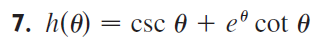 7. h(θ) = csc θ + e^θ cot θ